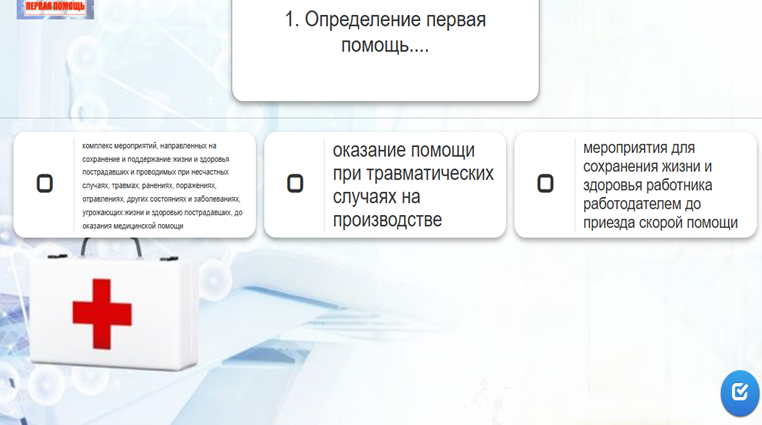 ПЕРВАЯ ПОМОЩЬ
1. Определение первая
помощь....
комплекс мероприятий, направленных на
сохранение и поддержание жизни и здоровья
пострадавших и проводимых при несчастных
случаях, травмах, ранениях, поражениях,
отравлениях, других состояниях и заболеваниях,
угрожающих жизни и здоровью пострадавших, до
оказания медицинской помощи
оказание помощи
при травматических
случаях на
производстве
мероприятия для
сохранения жизни и
здоровья работника
работодателем до
приезда скорой помощи